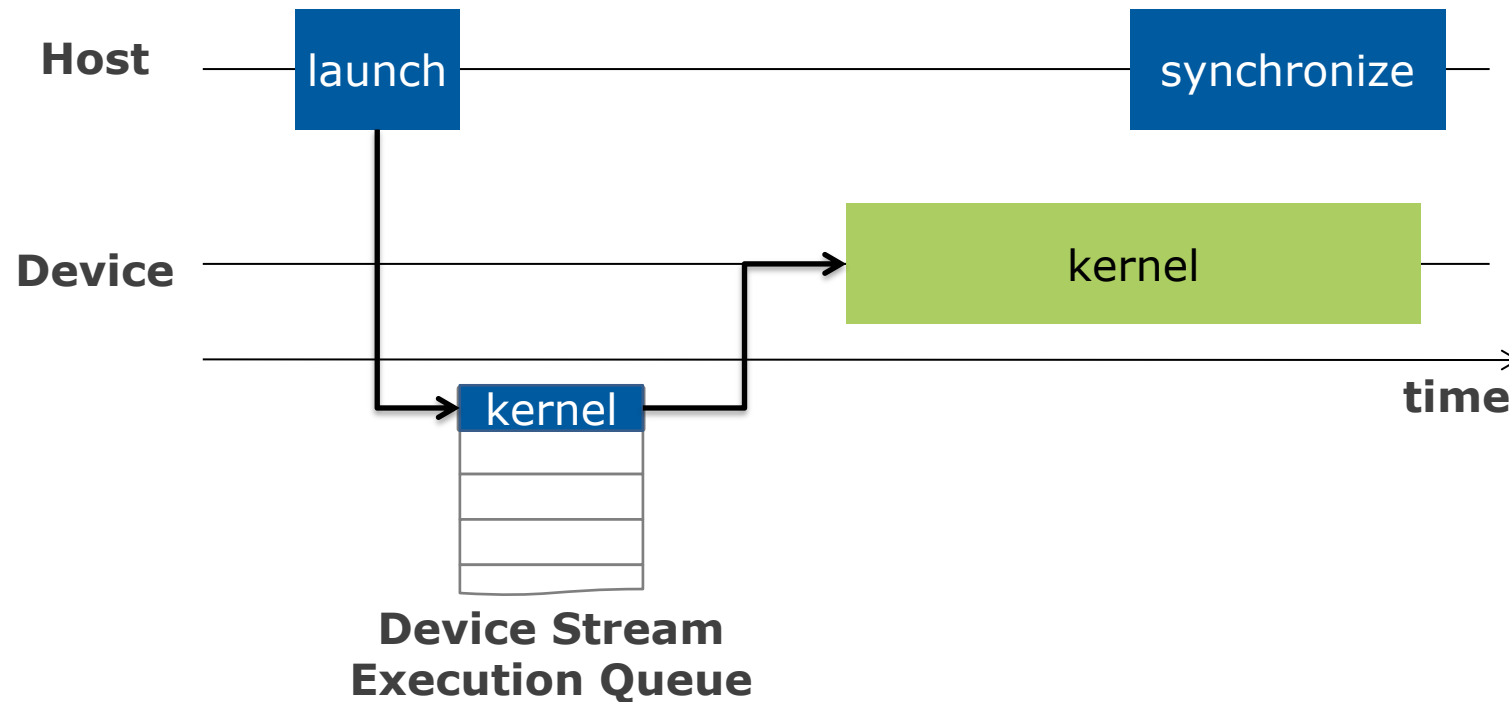 Host
launch
synchronize
Device
kernel
time
kernel
Device Stream
Execution Queue